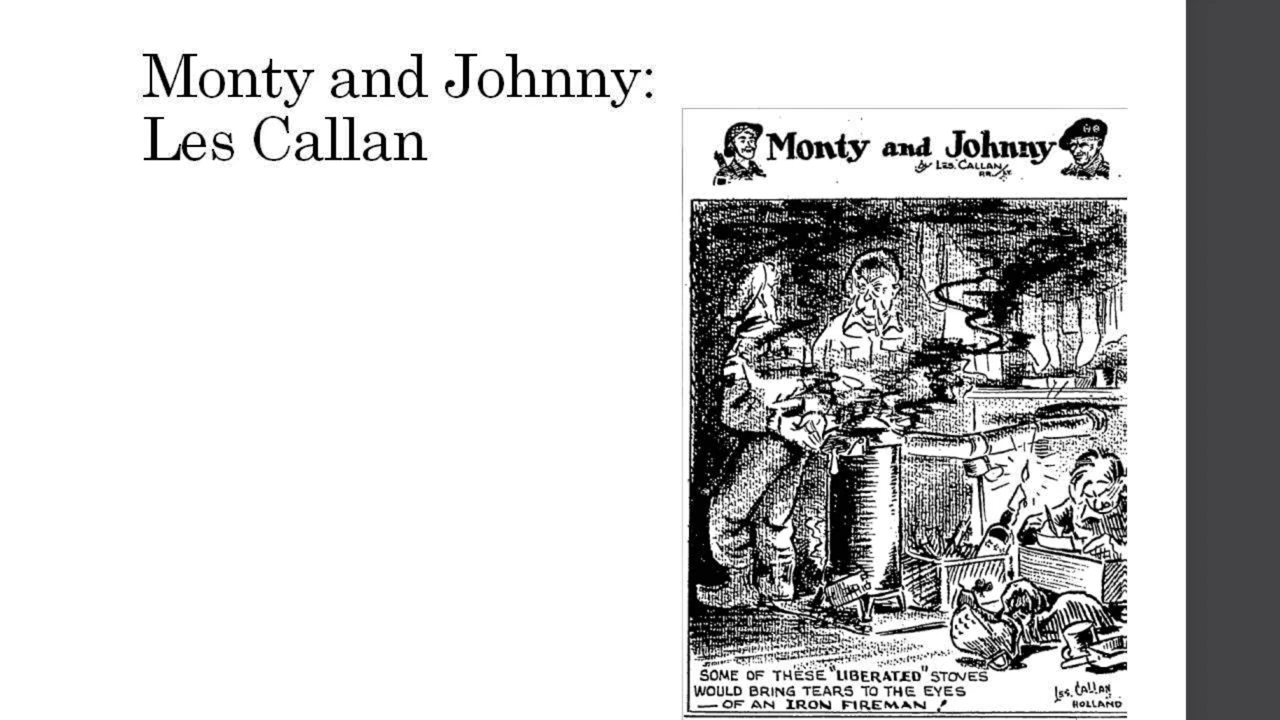 Monty and Johnny:
Les Callan
Monty and Johnny
by LES. CALLAN
SOME OF THESE "LIBERATED" STOVES
WOULD BRING TEARS TO THE EYES
— OF AN IRON FIREMAN !
LES. CALLAN
HOLLAND